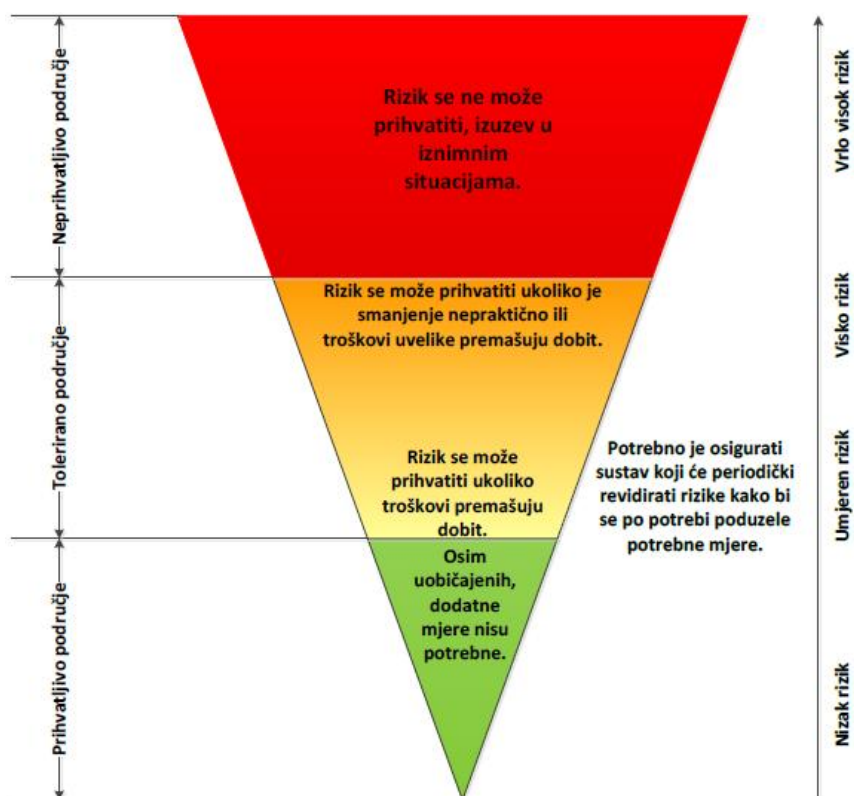 Neprihvatljivo područje
Rizik se ne može
prihvatiti, izuzev u
iznimnim
situacijama.
Vrlo visok rizik
Tolerirano područje
Rizik se može prihvatiti ukoliko je
smanjenje nepraktično ili
troškovi uvelike premašuju dobit.
Visko rizik
Rizik se može
prihvatiti ukoliko
troškovi premašuju
dobit.
Potrebno je osigurati
sustav koji će periodički
revidirati rizike kako bi
se po potrebi poduzele
potrebne mjere.
Umjeren rizik
Prihvatljivo područje
Osim
uobičajenih,
dodatne
mjere nisu
potrebne.
Nizak rizik